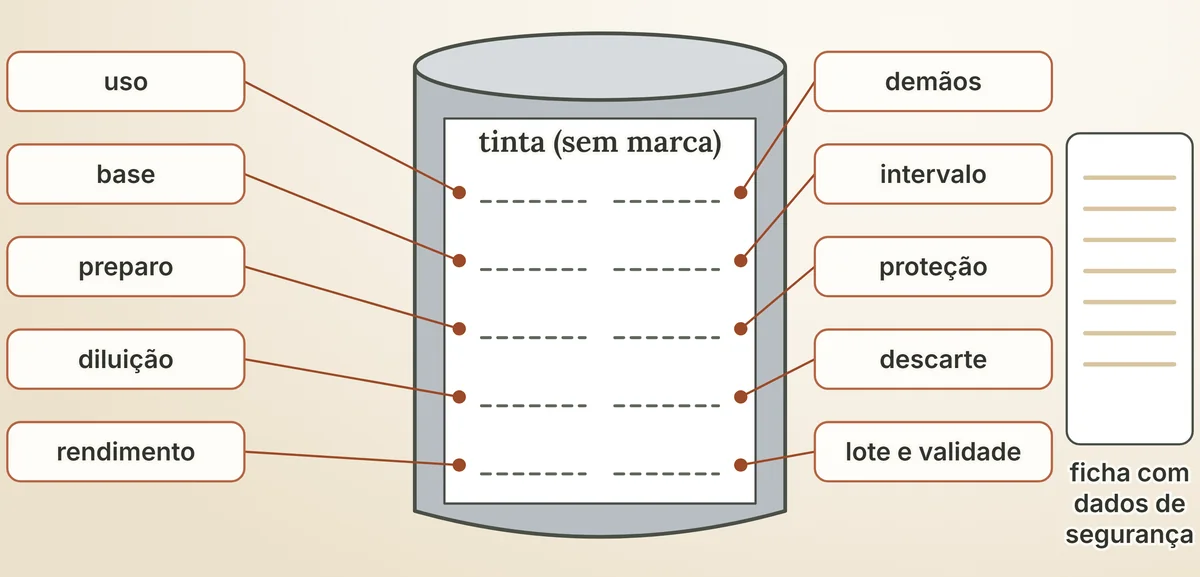 uso
base
preparo
diluição
rendimento
tinta (sem marca)
demãos
intervalo
proteção
descarte
lote e validade
ficha com
dados de
segurança